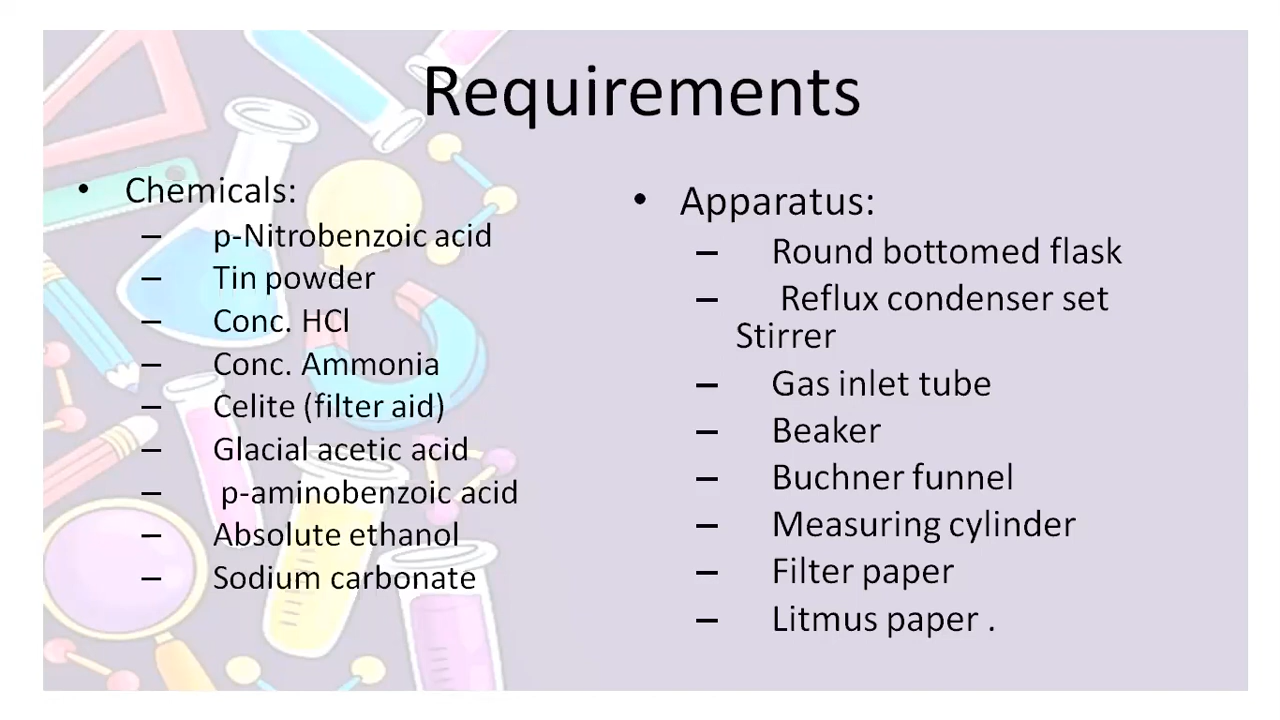 Requirements
• Chemicals:
– p-Nitrobenzoic acid
– Tin powder
– Conc. HCl
– Conc. Ammonia
– Celite (filter aid)
– Glacial acetic acid
– p-aminobenzoic acid
– Absolute ethanol
– Sodium carbonate
• Apparatus:
– Round bottomed flask
– Reflux condenser set
Stirrer
– Gas inlet tube
– Beaker
– Buchner funnel
– Measuring cylinder
– Filter paper
– Litmus paper .